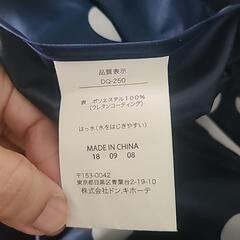 品質表示
DQ-250
表 ポリエステル100%
(ウレタンコーティング)
はっ水(水をはじきやすい)
MADE IN CHINA
18 09 08
〒153-0042
東京都目黒区青葉台2-19-10
株式会社ドン.キホーテ